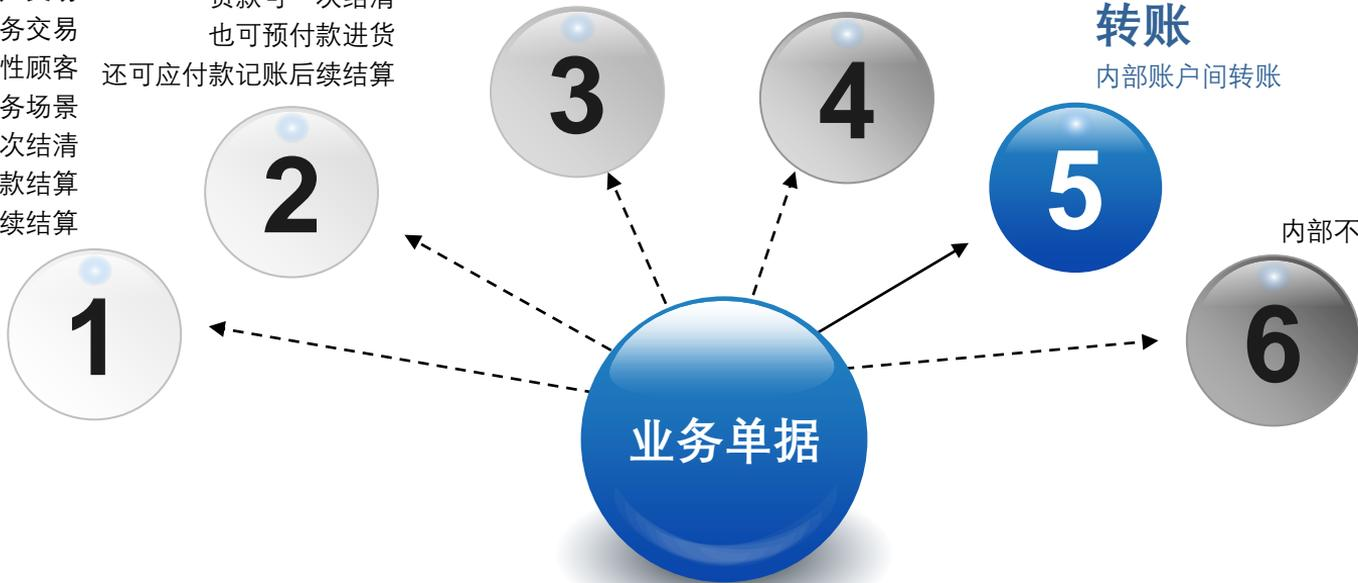 务交易
性顾客
务场景
次结清
款结算
续结算
1
也可预付款进货
还可应付款记账后续结算
2
3
4
转账
内部账户间转账
5
内部不
6
业务单据